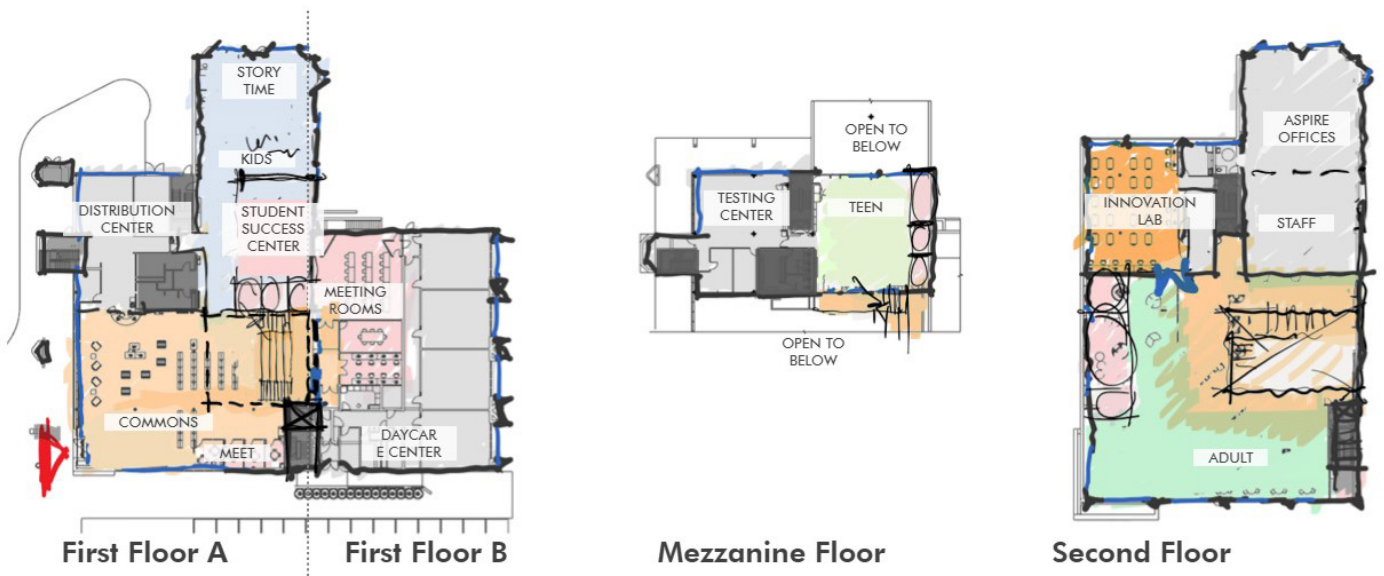 STORY
TIME
KIDS
DISTRIBUTION
CENTER
STUDENT
SUCCESS
CENTER
MEETING
ROOMS
COMMONS
MEET
DAYCAR
E CENTER
First Floor A
First Floor B
OPEN TO
BELOW
TESTING
CENTER
TEEN
OPEN TO
BELOW
Mezzanine Floor
ASPIRE
OFFICES
INNOVATION
LAB
STAFF
ADULT
Second Floor